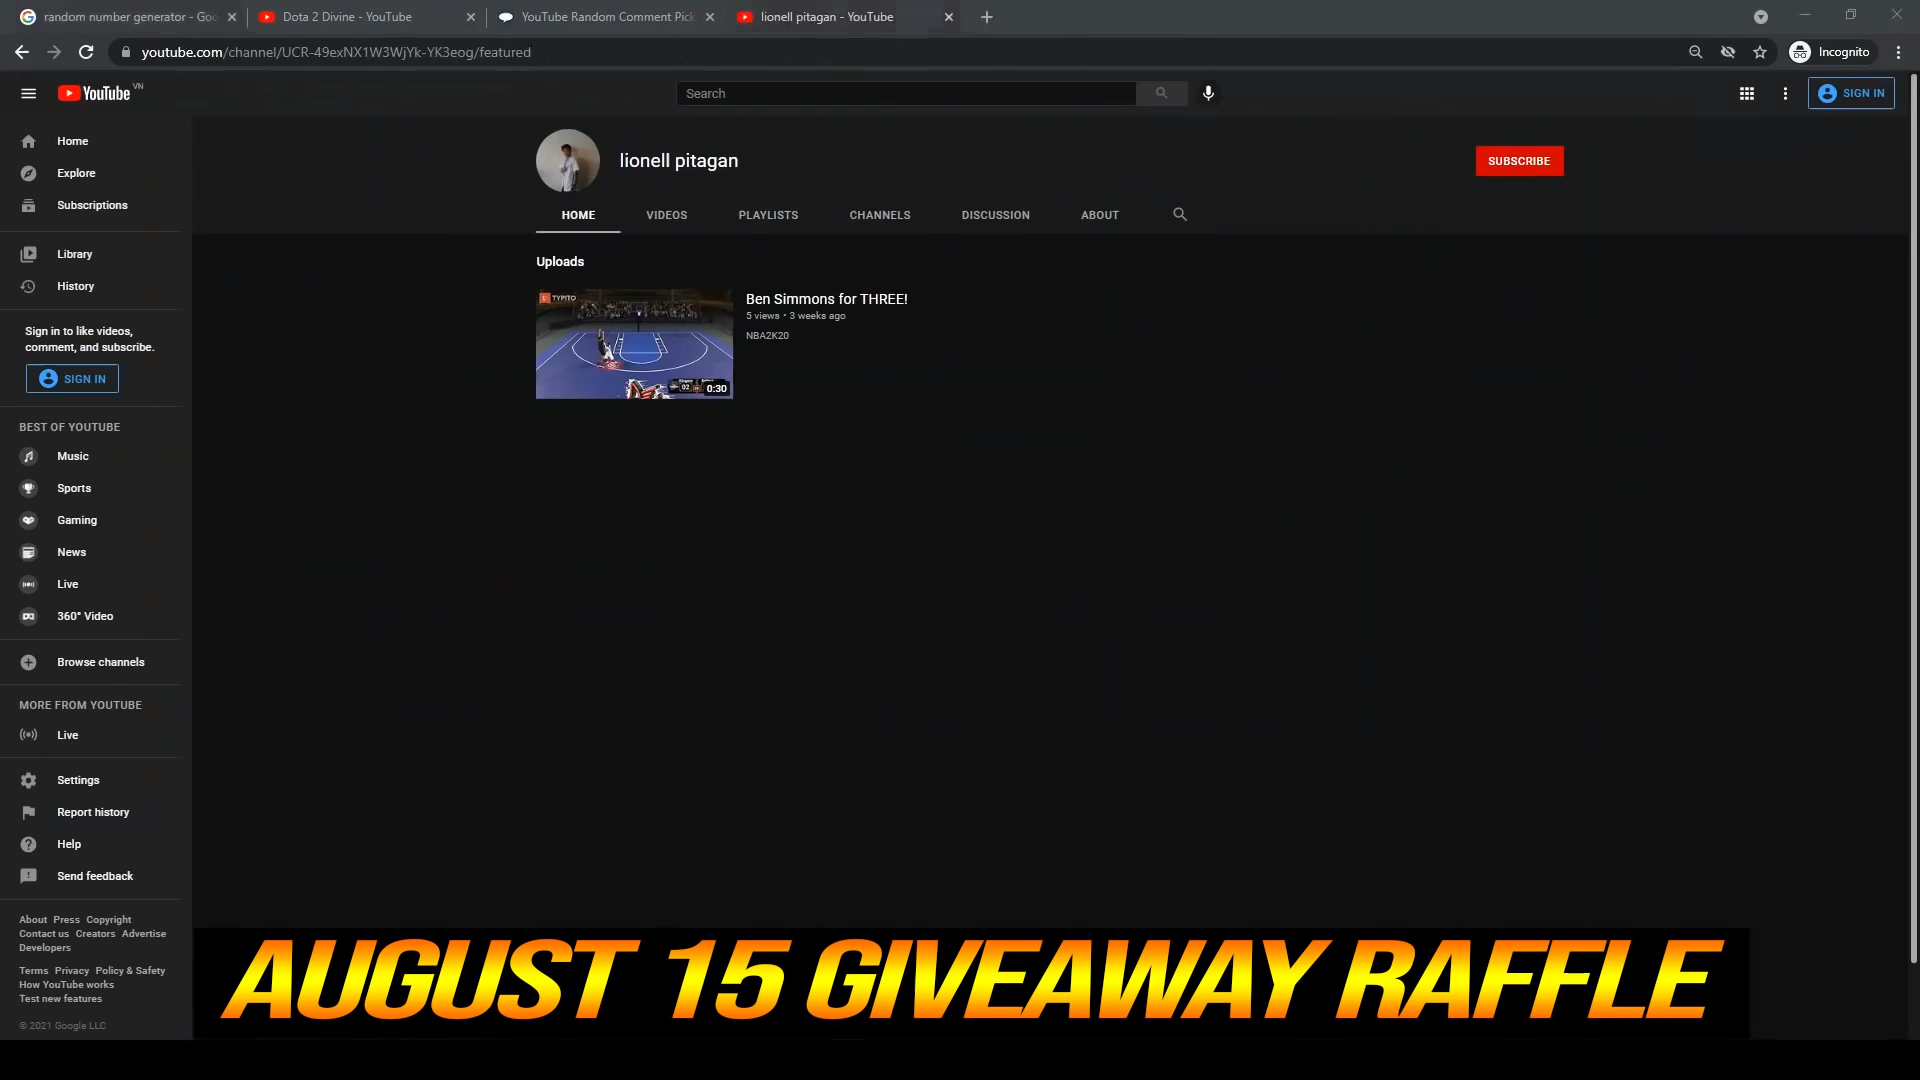 random number generator - Goo
Dota 2 Divine - YouTube
YouTube Random Comment Pick
lionell pitagan - YouTube
youtube.com/channel/UCR-49exNX1W3WjYk-YK3eog/featured
Incognito
YouTube VN
Search
SIGN IN
Home
Explore
Subscriptions
Library
History
Sign in to like videos,
comment, and subscribe.
SIGN IN
BEST OF YOUTUBE
Music
Sports
Gaming
News
Live
360° Video
Browse channels
MORE FROM YOUTUBE
Live
Settings
Report history
Help
Send feedback
About Press Copyright
Contact us Creators Advertise
Developers
Terms Privacy Policy & Safety
How YouTube works
Test new features
© 2021 Google LLC
lionell pitagan
SUBSCRIBE
HOME VIDEOS PLAYLISTS CHANNELS DISCUSSION ABOUT
Uploads
TYPITO
02
0:30
Ben Simmons for THREE!
5 views • 3 weeks ago
NBA2K20
AUGUST 15 GIVEAWAY RAFFLE